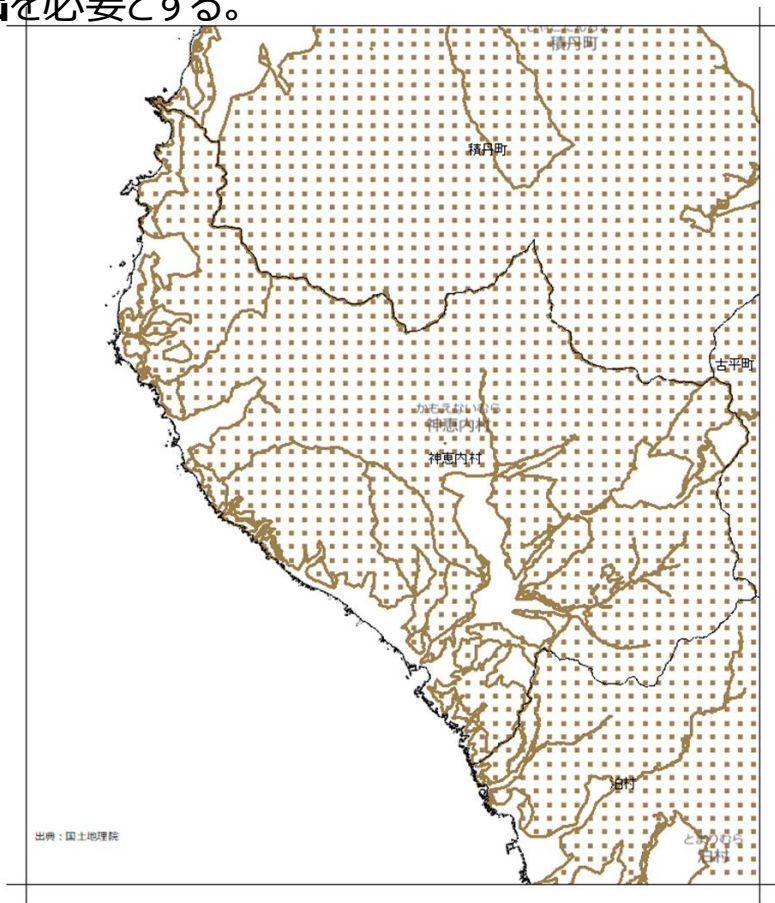 を必要とする。
積丹町
積丹町
古平町
かもえないむら
神恵内村
神恵内村
泊村
とまりむら
泊村
出典：国土地理院